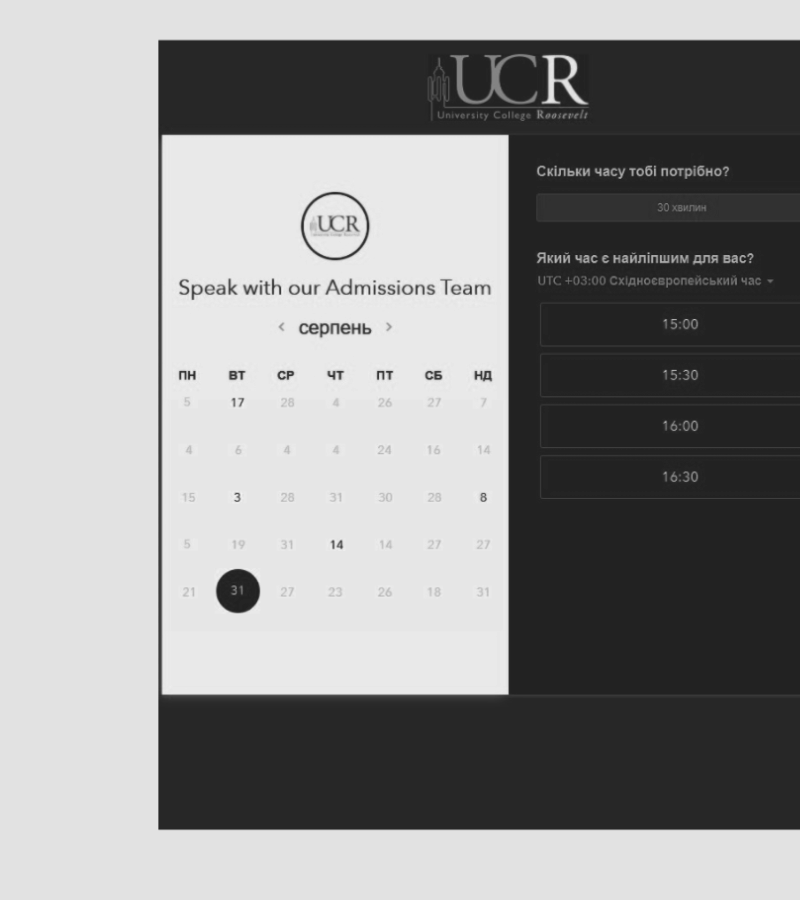 UCR
University College Roosevelt
UCR
Speak with our Admissions Team
< серпень >
ПН ВТ СР ЧТ ПТ СБ НД
5 17 28 4 26 27 7
4 6 4 4 24 16 14
15 3 28 31 30 28 8
5 19 31 14 14 27 27
21 31 27 23 26 18 31
Скільки часу тобі потрібно?
30 хвилин
Який час є найліпшим для вас?
UTC +03:00 Східноєвропейський час
15:00
15:30
16:00
16:30